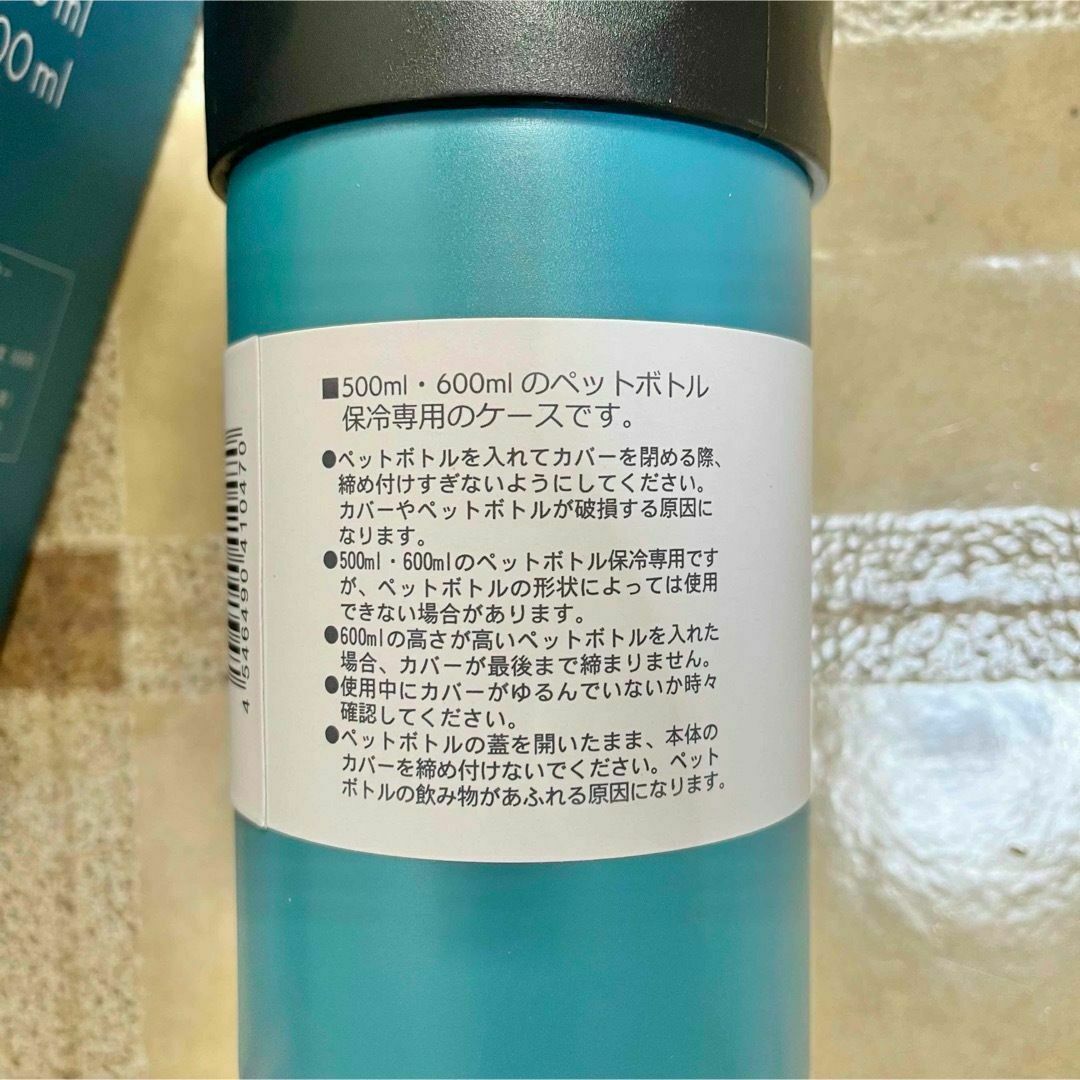 ml
00ml
■500ml・600ml のペットボトル
保冷専用のケースです。
●ペットボトルを入れてカバーを閉める際、
締め付けすぎないようにしてください。
カバーやペットボトルが破損する原因に
なります。
●500ml・600mlのペットボトル保冷専用です
が、ペットボトルの形状によっては使用
できない場合があります。
●600mlの高さが高いペットボトルを入れた
場合、カバーが最後まで締まりません。
●使用中にカバーがゆるんでいないか時々
確認してください。
●ペットボトルの蓋を開いたまま、本体の
カバーを締め付けないでください。ペット
ボトルの飲み物があふれる原因になります。
4 546490 410470